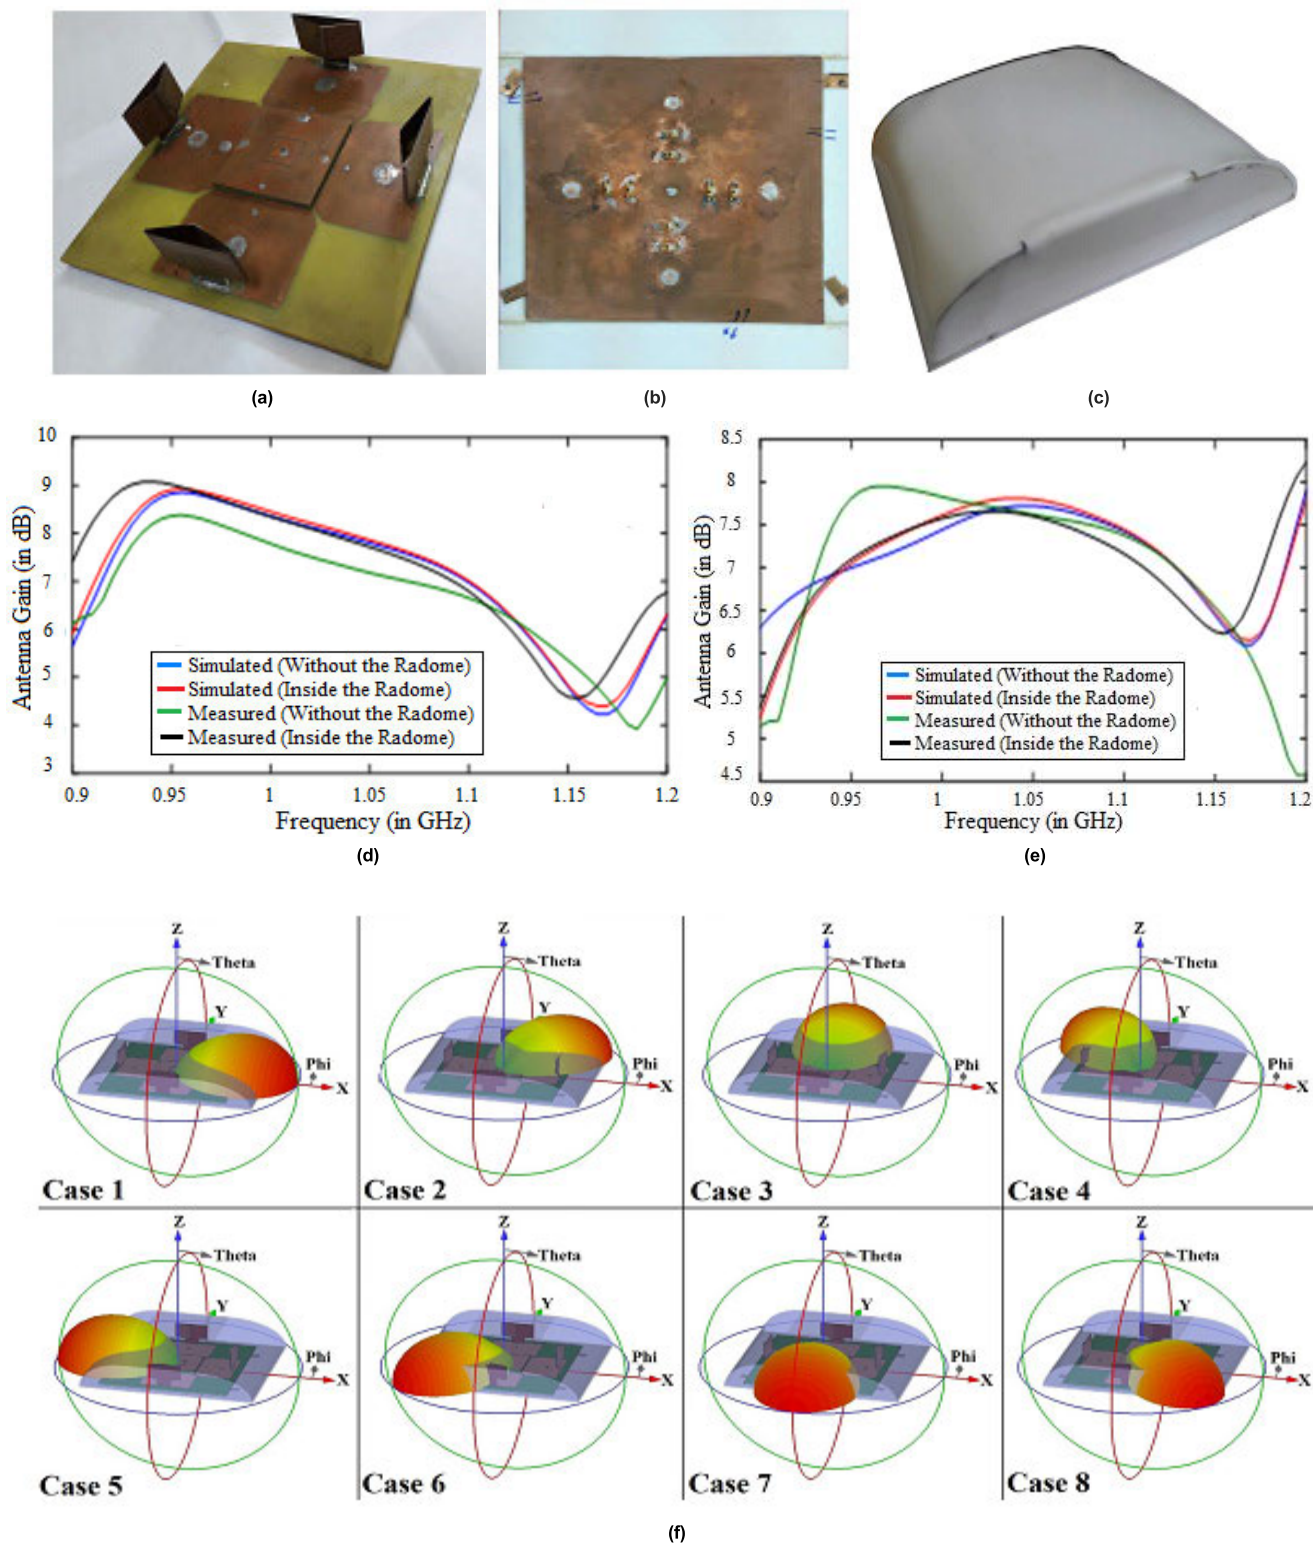 (a)
(b)
(c)
10
9
8
7
6
5
4
3
Antenna Gain (in dB)
Simulated (Without the Radome)
Simulated (Inside the Radome)
Measured (Without the Radome)
Measured (Inside the Radome)
0.9
1
1.05
1.1
1.15
1.2
Frequency (in GHz)
(d)
8.5
8
7.5
7
6.5
6
5.5
5
4.5
Antenna Gain (in dB)
Simulated (Without the Radome)
Simulated (Inside the Radome)
Measured (Without the Radome)
Measured (Inside the Radome)
0.9
0.95
1
1.05
1.1
1.15
1.2
Frequency (in GHz)
(e)
Z
Theta
Y
Phi
ϕ
X
Case 1
Z
Theta
Y
Phi
ϕ
X
Case 2
Z
Theta
Phi
ϕ
X
Case 3
Z
Theta
Y
Phi
ϕ
X
Case 4
Z
Theta
Y
Phi
ϕ
X
Case 5
Z
Theta
Y
Phi
ϕ
X
Case 6
Z
Theta
Y
Phi
ϕ
X
Case 7
Z
Theta
Y
Phi
ϕ
X
Case 8
(f)